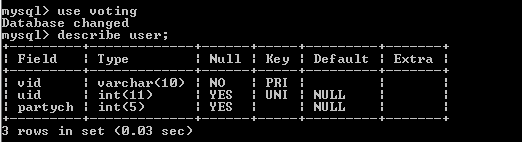 mysql> use voting
Database changed
mysql> describe user;
+---------+-------------+------+-----+---------+-------+
| Field | Type | Null | Key | Default | Extra |
+---------+-------------+------+-----+---------+-------+
| vid | varchar(10) | NO | PRI | | |
| uid | int(11) | YES | UNI | NULL | |
| partych | int(5) | YES | | NULL | |
+---------+-------------+------+-----+---------+-------+
3 rows in set (0.03 sec)